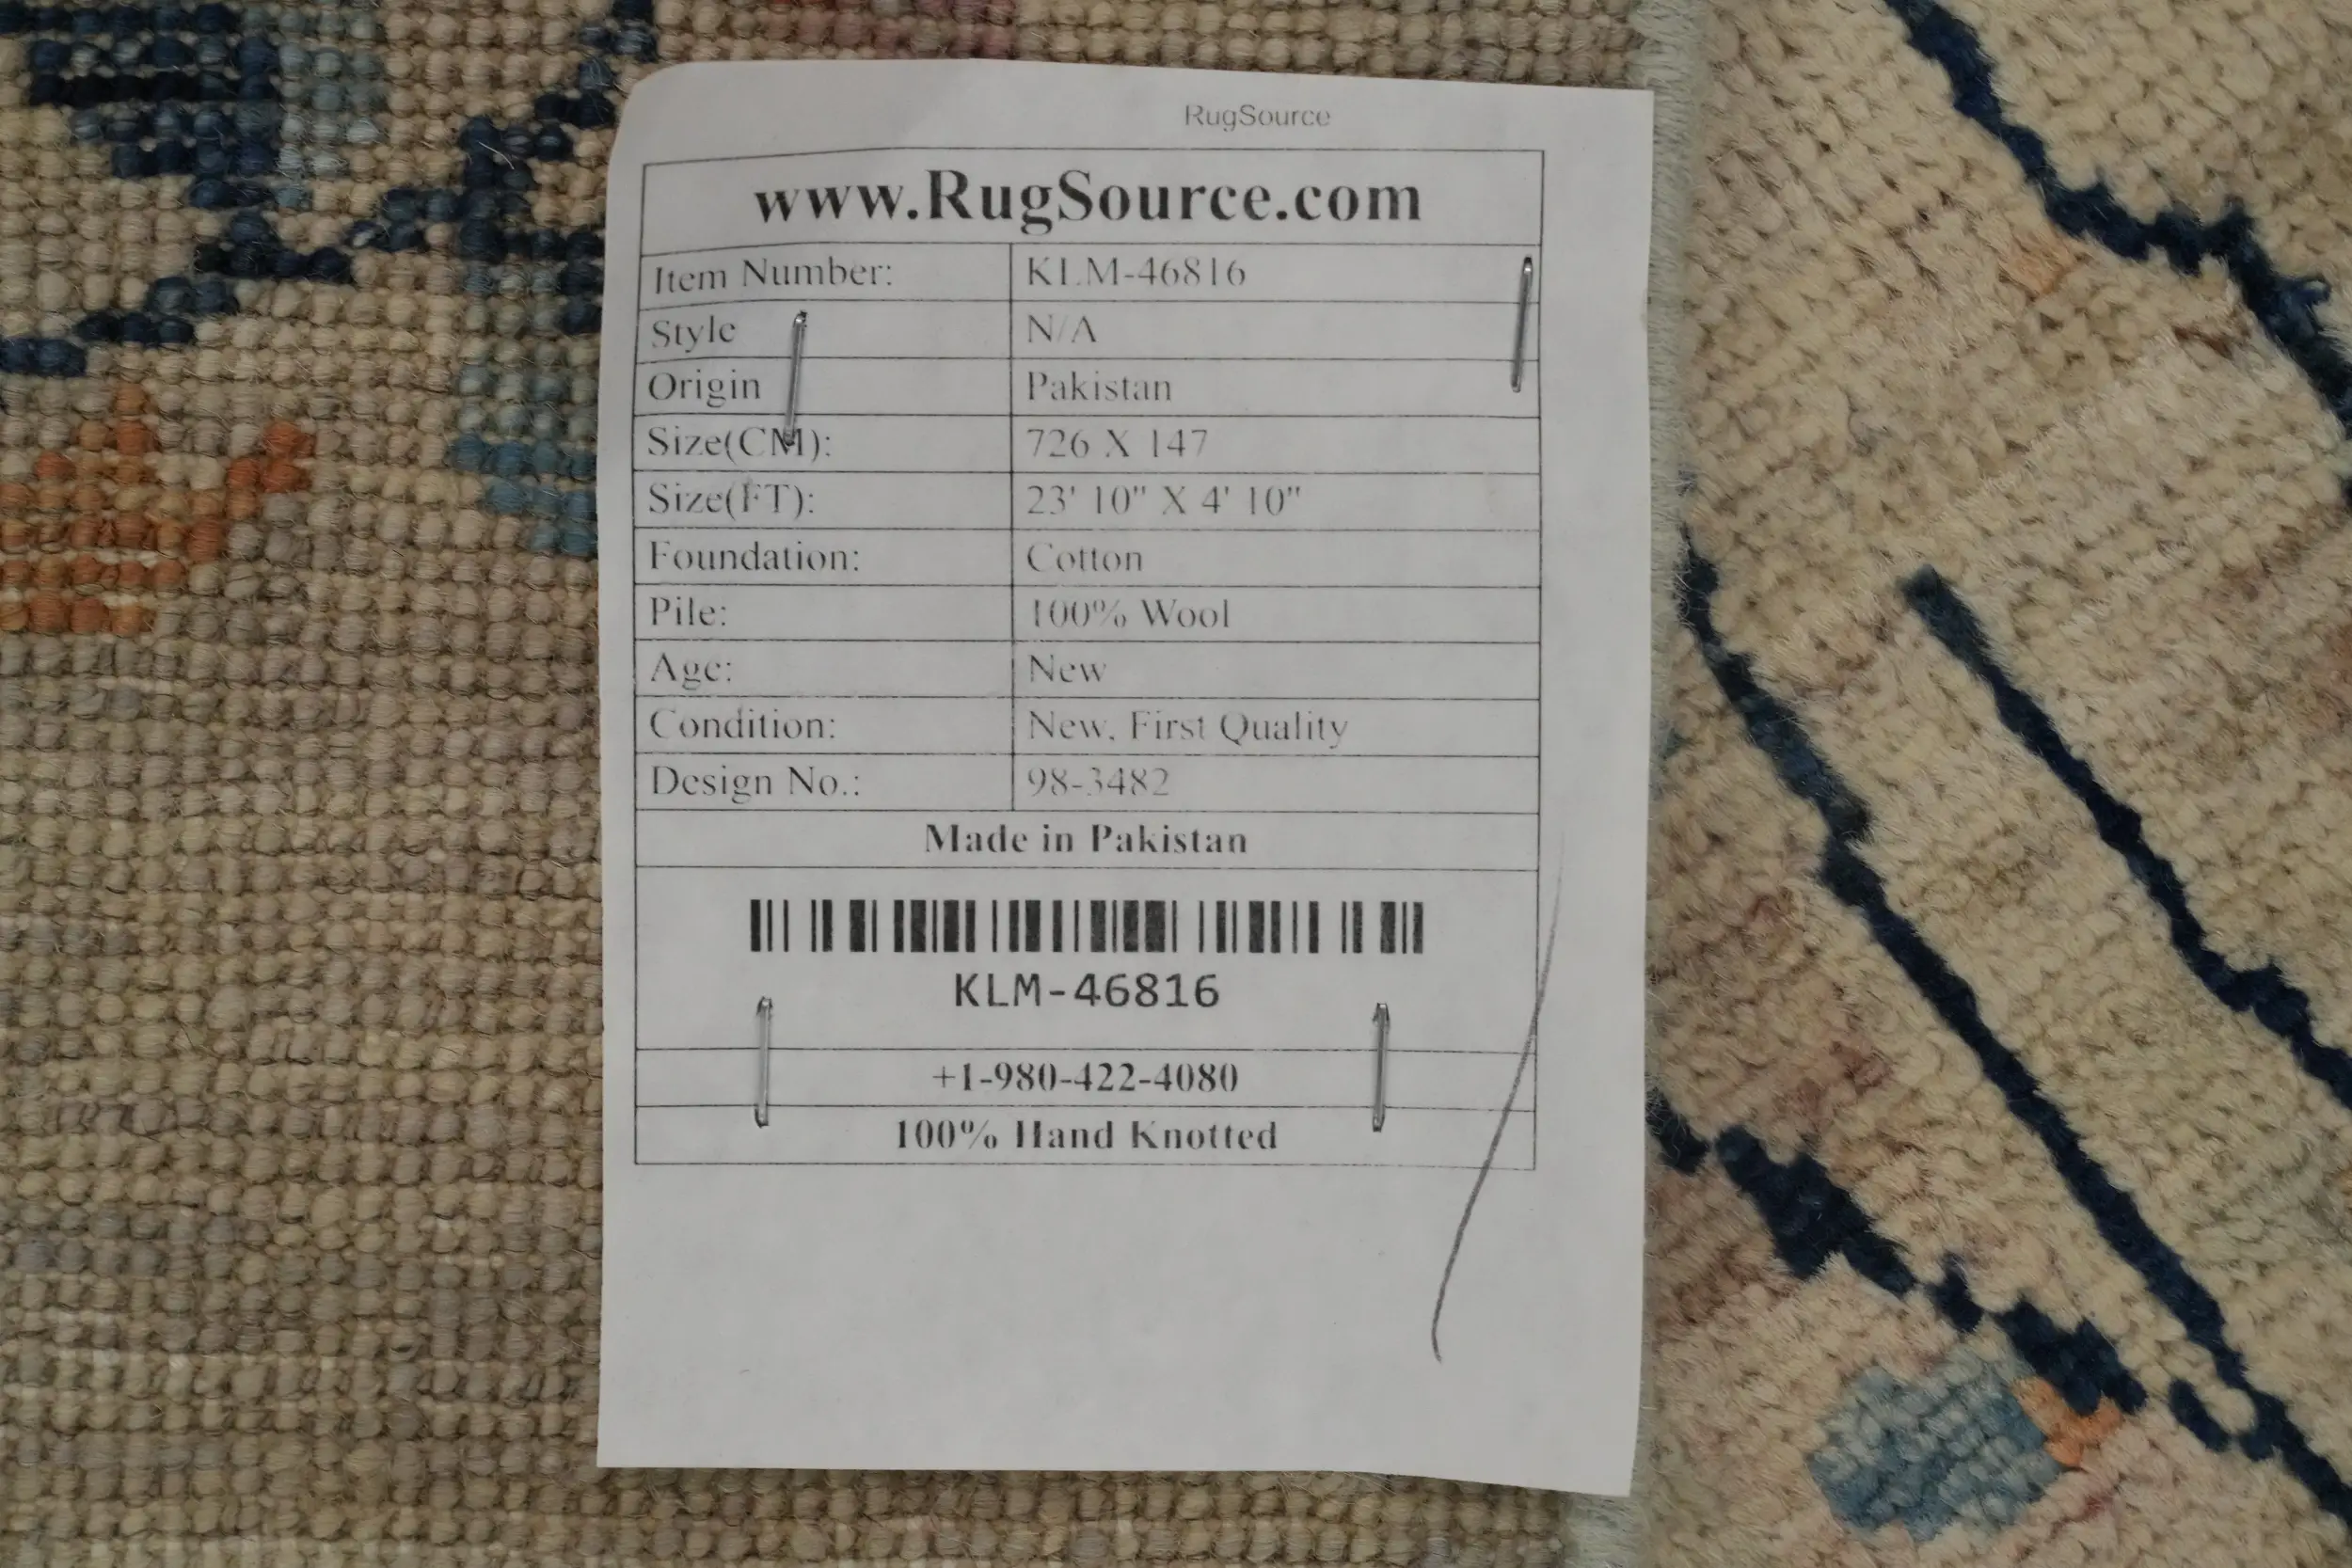 RugSource
www.RugSource.com
Item Number: KLM-46816
Style N/A
Origin Pakistan
Size(CM): 726 X 147
Size(FT): 23' 10" X 4' 10"
Foundation: Cotton
Pile: 100% Wool
Age: New
Condition: New, First Quality
Design No.: 98-3482
Made in Pakistan
KLM-46816
+1-980-422-4080
100% Hand Knotted